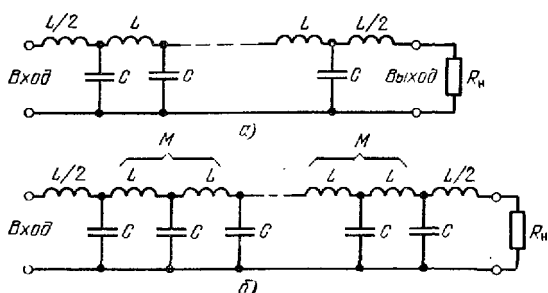 L/2 L L L/2
Вход C C C Выход Rн
а)
M M
L/2 L L L L L/2
Вход C C C C C Rн
б)